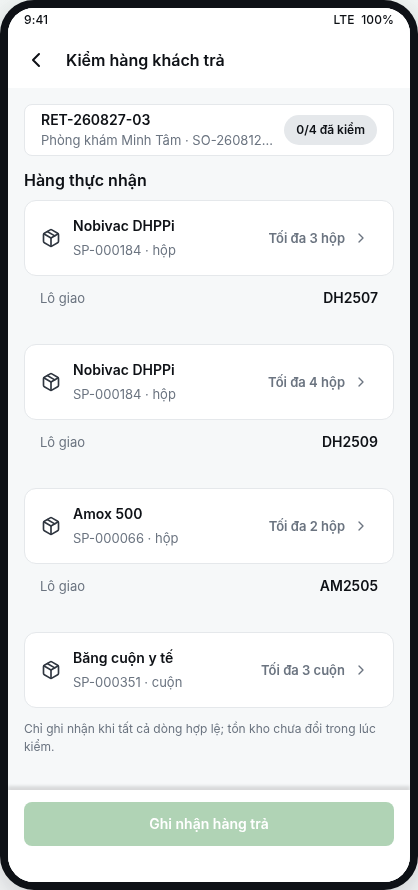 9:41
LTE 100%
Kiểm hàng khách trả
RET-260827-03
Phòng khám Minh Tâm · SO-260812...
0/4 đã kiểm
Hàng thực nhận
Nobivac DHPPi
SP-000184 · hộp
Tối đa 3 hộp
Lô giao
DH2507
Nobivac DHPPi
SP-000184 · hộp
Tối đa 4 hộp
Lô giao
DH2509
Amox 500
SP-000066 · hộp
Tối đa 2 hộp
Lô giao
AM2505
Băng cuộn y tế
SP-000351 · cuộn
Tối đa 3 cuộn
Chỉ ghi nhận khi tất cả dòng hợp lệ; tồn kho chưa đổi trong lúc
kiểm.
Ghi nhận hàng trả